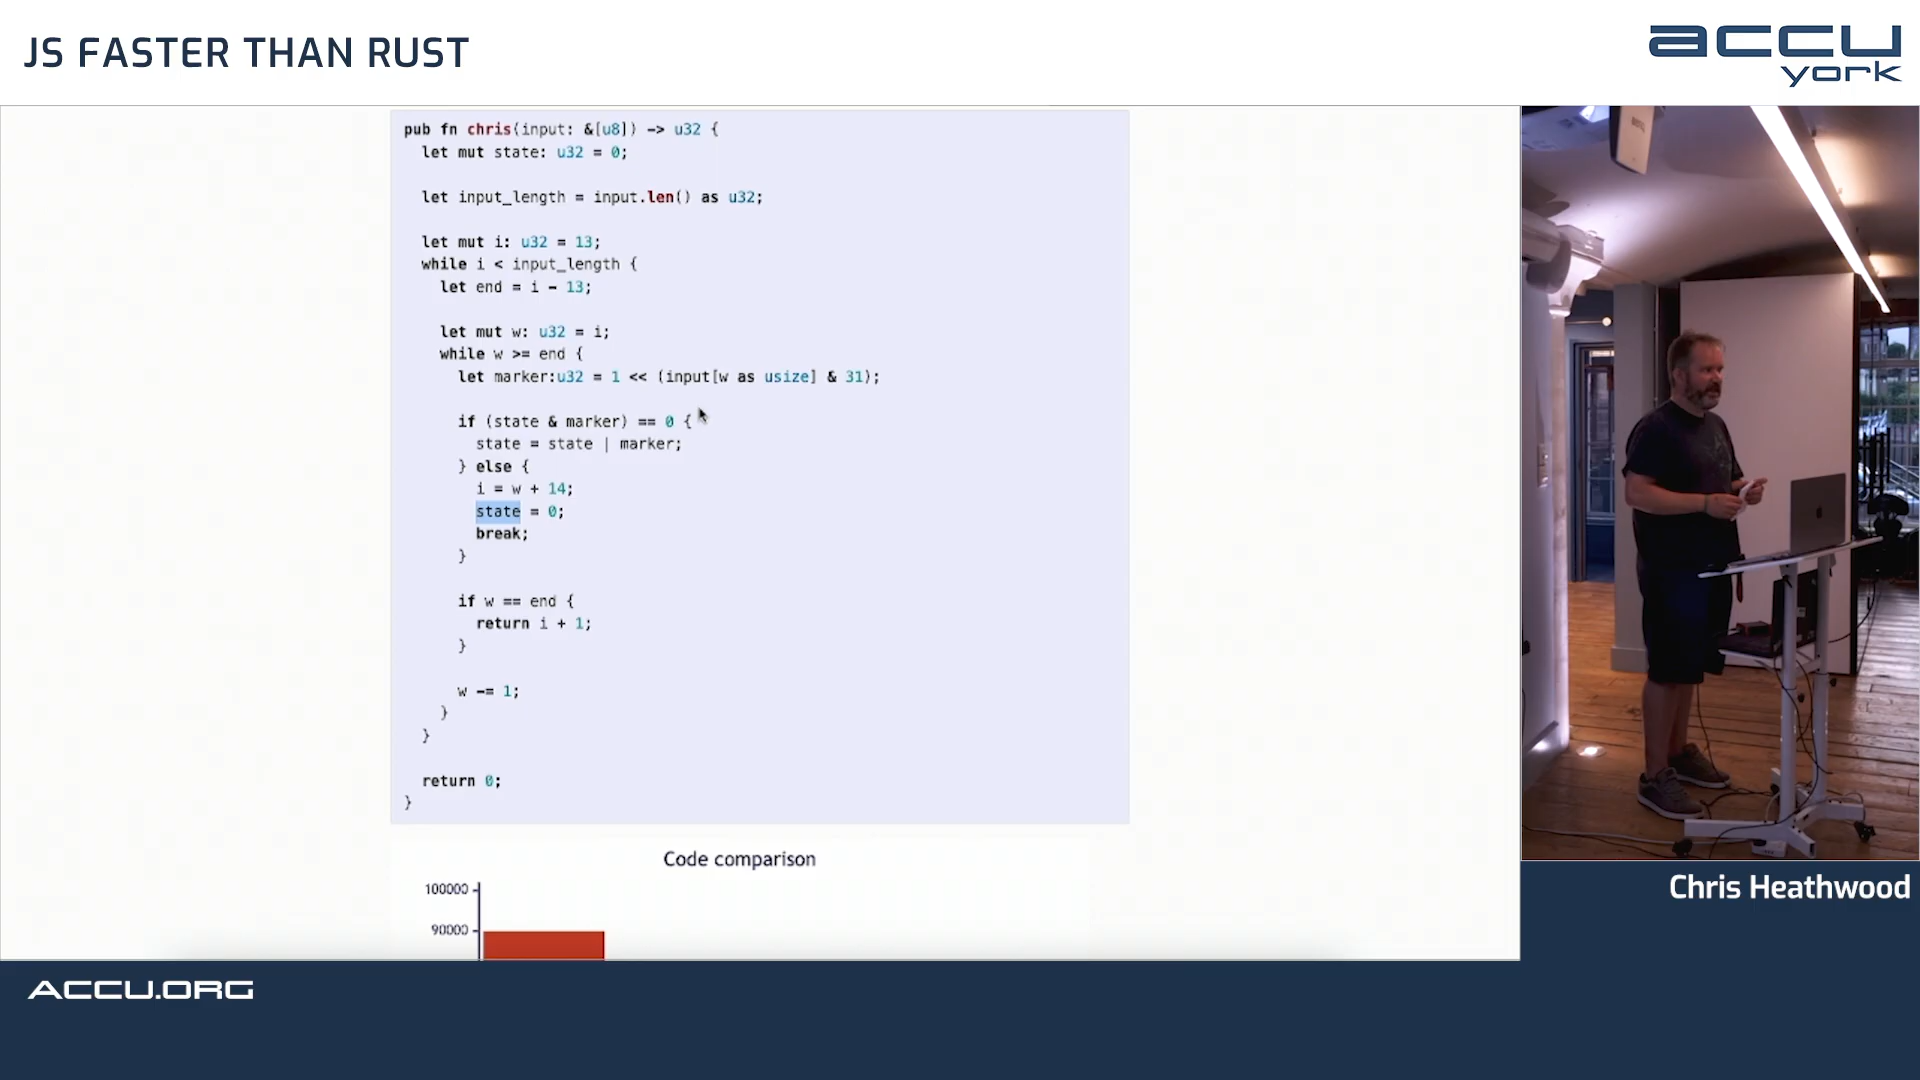 JS FASTER THAN RUST
accu
york
pub fn chris(input: &[u8]) -> u32 {
let mut state: u32 = 0;
let input_length = input.len() as u32;
let mut i: u32 = 13;
while i < input_length {
let end = i - 13;
let mut w: u32 = i;
while w >= end {
let marker:u32 = 1 << (input[w as usize] & 31);
if (state & marker) == 0 {
state = state | marker;
} else {
i = w + 14;
state = 0;
break;
}
if w == end {
return i + 1;
}
w -= 1;
}
}
return 0;
}
Code comparison
100000
90000
Chris Heathwood
ACCU.ORG